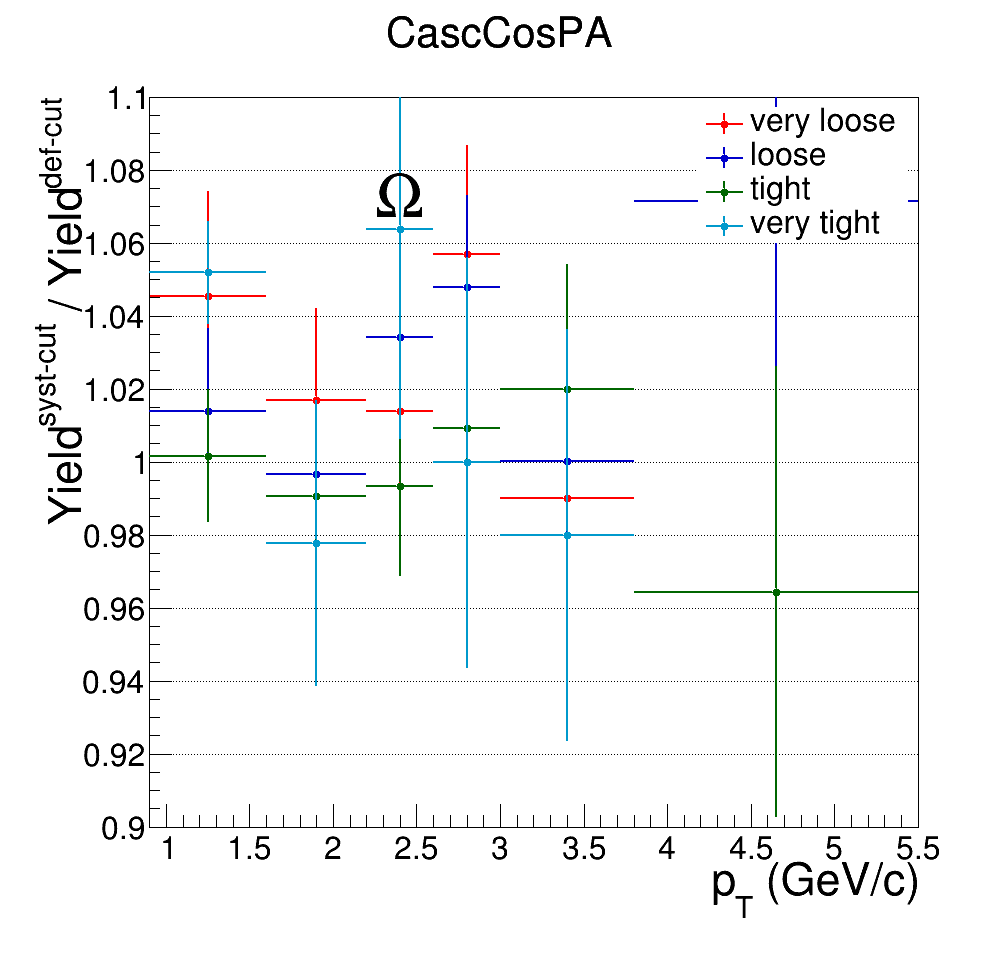 CascCosPA
Yield^syst-cut / Yield^def-cut
1.1
1.08
1.06
1.04
1.02
1
0.98
0.96
0.94
0.92
0.9
Ω
very loose
loose
tight
very tight
1 1.5 2 2.5 3 3.5 4 4.5 5 5.5
p_T (GeV/c)